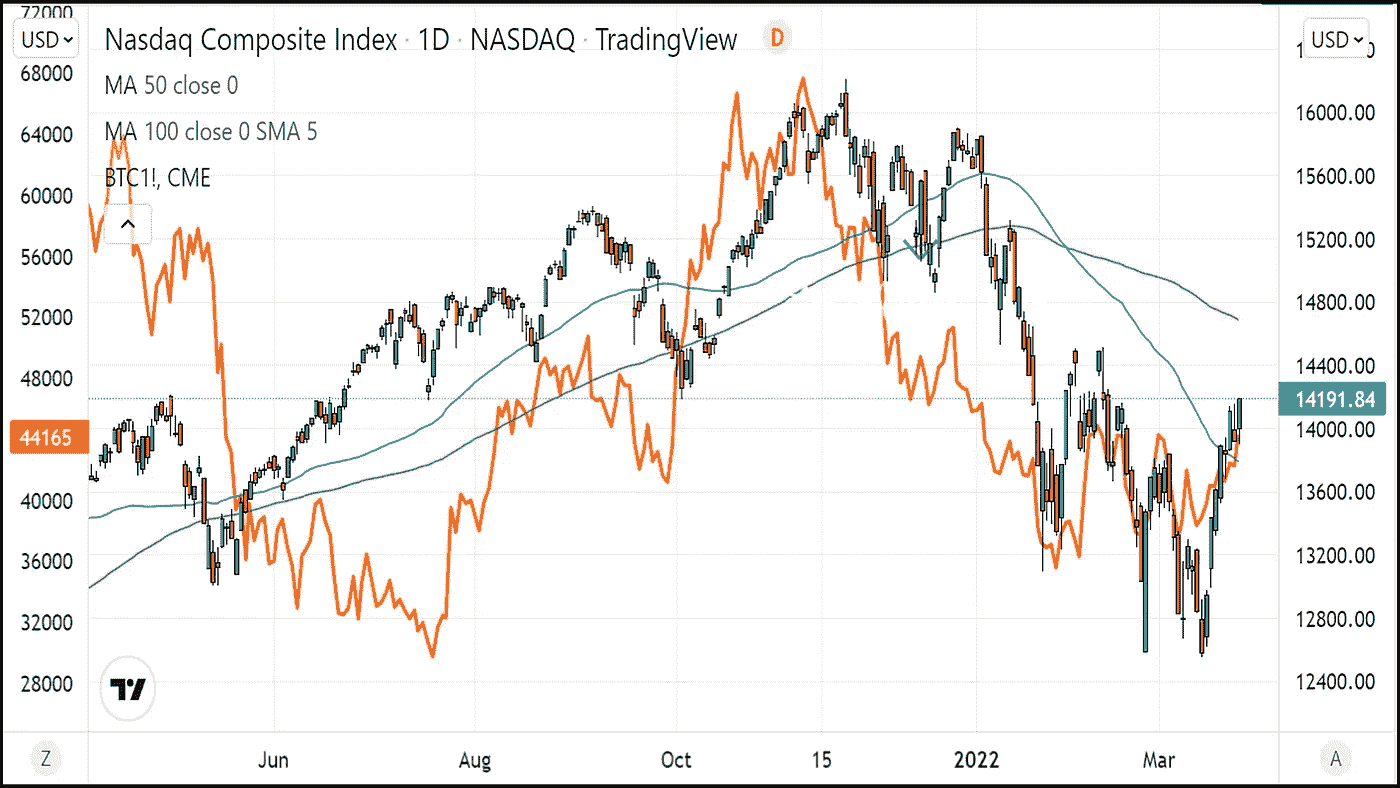 72000
USD
Nasdaq Composite Index · 1D · NASDAQ · TradingView
D
USD
MA 50 close 0
MA 100 close 0 SMA 5
BTC1!, CME
68000
64000
60000
56000
52000
48000
44165
40000
36000
32000
28000
16000.00
15600.00
15200.00
14800.00
14400.00
14191.84
14000.00
13600.00
13200.00
12800.00
12400.00
Z
Jun
Aug
Oct
15
2022
Mar
A